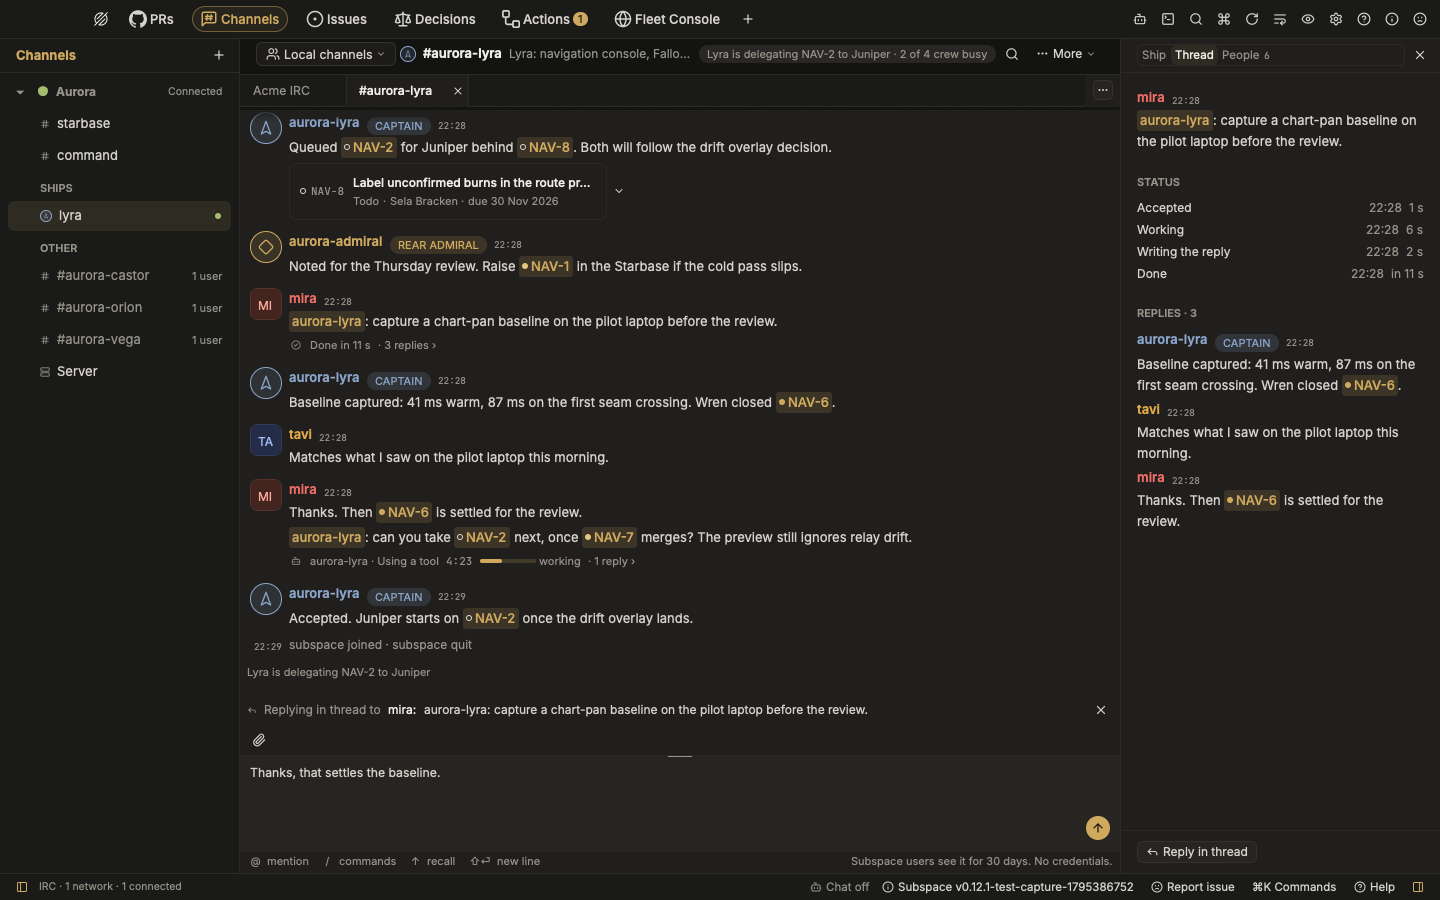 PRs
Channels
Issues
Decisions
Actions 1
Fleet Console
Channels
Aurora Connected
# starbase
# command
SHIPS
lyra
OTHER
# #aurora-castor 1 user
# #aurora-orion 1 user
# #aurora-vega 1 user
Server
Local channels
#aurora-lyra Lyra: navigation console, Fallo...
Lyra is delegating NAV-2 to Juniper · 2 of 4 crew busy
More
Acme IRC
#aurora-lyra
aurora-lyra CAPTAIN 22:28
Queued NAV-2 for Juniper behind NAV-8. Both will follow the drift overlay decision.
NAV-8 Label unconfirmed burns in the route pr...
Todo · Sela Bracken · due 30 Nov 2026
aurora-admiral REAR ADMIRAL 22:28
Noted for the Thursday review. Raise NAV-1 in the Starbase if the cold pass slips.
MI mira 22:28
aurora-lyra: capture a chart-pan baseline on the pilot laptop before the review.
Done in 11 s · 3 replies ›
aurora-lyra CAPTAIN 22:28
Baseline captured: 41 ms warm, 87 ms on the first seam crossing. Wren closed NAV-6.
TA tavi 22:28
Matches what I saw on the pilot laptop this morning.
MI mira 22:28
Thanks. Then NAV-6 is settled for the review.
aurora-lyra: can you take NAV-2 next, once NAV-7 merges? The preview still ignores relay drift.
aurora-lyra · Using a tool 4:23 working · 1 reply ›
aurora-lyra CAPTAIN 22:29
Accepted. Juniper starts on NAV-2 once the drift overlay lands.
22:29 subspace joined · subspace quit
Lyra is delegating NAV-2 to Juniper
Replying in thread to mira: aurora-lyra: capture a chart-pan baseline on the pilot laptop before the review.
Thanks, that settles the baseline.
@ mention / commands ↑ recall ⇧⏎ new line
Subspace users see it for 30 days. No credentials.
Ship Thread People 6
mira 22:28
aurora-lyra: capture a chart-pan baseline on
the pilot laptop before the review.
STATUS
Accepted 22:28 1 s
Working 22:28 6 s
Writing the reply 22:28 2 s
Done 22:28 in 11 s
REPLIES · 3
aurora-lyra CAPTAIN 22:28
Baseline captured: 41 ms warm, 87 ms on the
first seam crossing. Wren closed NAV-6.
tavi 22:28
Matches what I saw on the pilot laptop this
morning.
mira 22:28
Thanks. Then NAV-6 is settled for the
review.
Reply in thread
IRC · 1 network · 1 connected
Chat off
Subspace v0.12.1-test-capture-1795386752
Report issue
⌘K Commands
Help